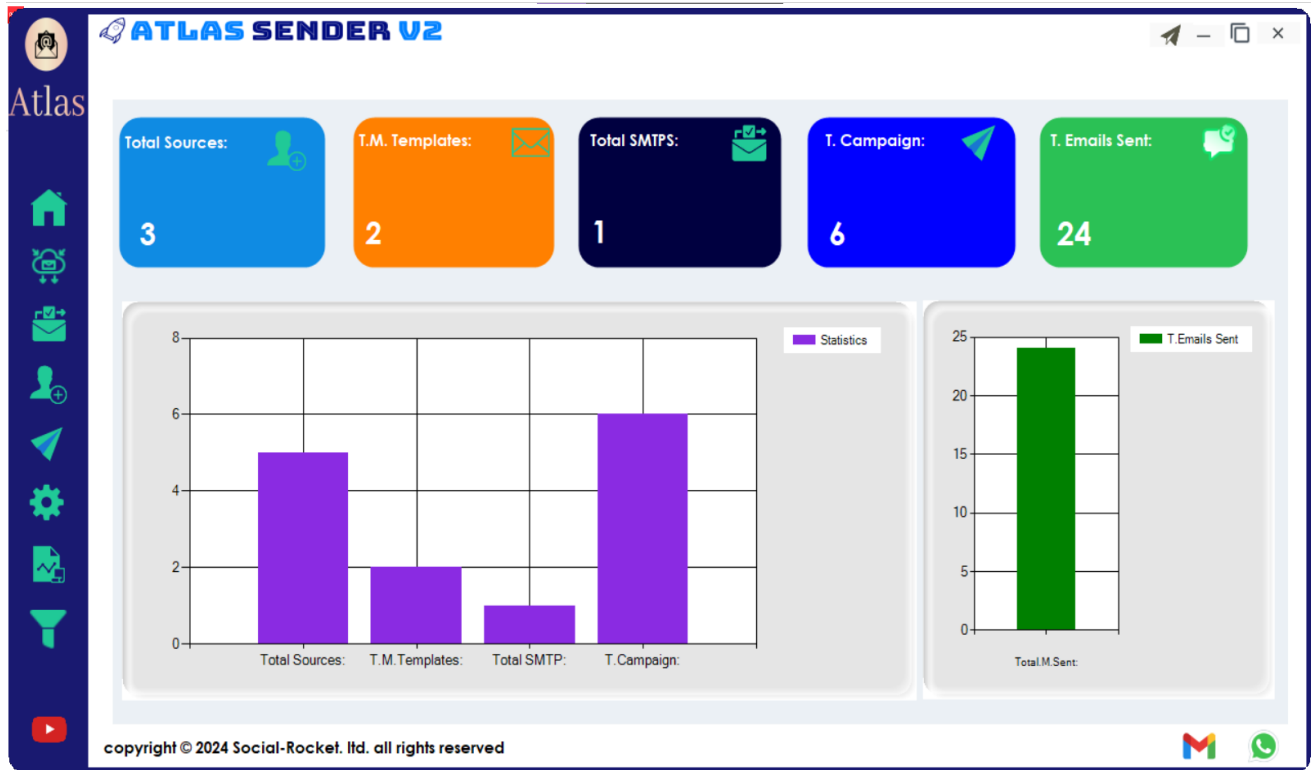 ATLAS SENDER V2
Atlas
Total Sources:
3
T.M. Templates:
2
Total SMTPS:
1
T. Campaign:
6
T. Emails Sent:
24
Statistics
8
6
4
2
0
Total Sources:
T.M.Templates:
Total SMTP:
T.Campaign:
T.Emails Sent
25
20
15
10
5
0
Total.M.Sent:
copyright © 2024 Social-Rocket. ltd. all rights reserved